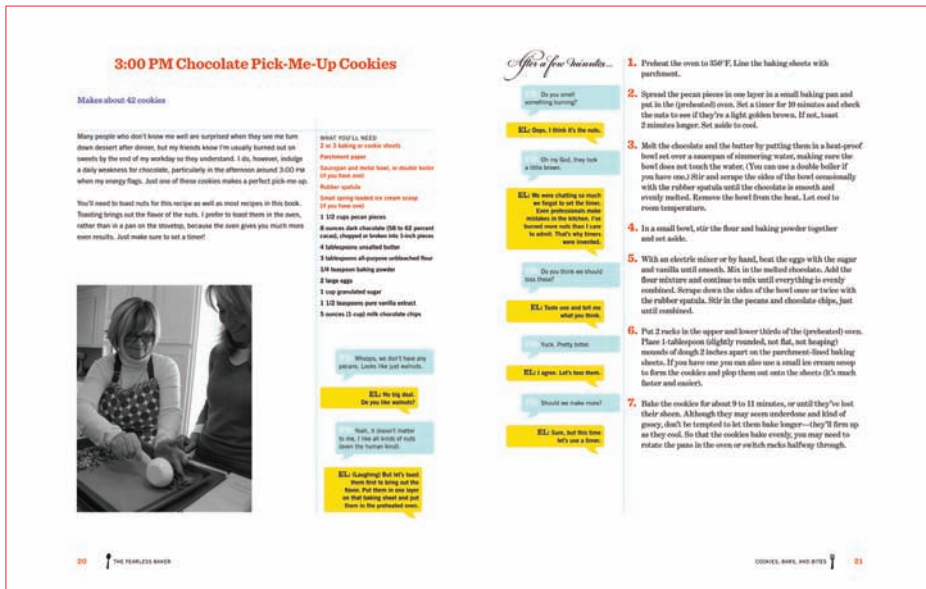 3:00 PM Chocolate Pick-Me-Up Cookies
Makes about 42 cookies
Many people who don't know me well are surprised when they see me turn
down dessert after dinner, but my friends know I'm usually burned out on
sweets by the end of my workday so they understand. I do, however, indulge
a daily weakness for chocolate, particularly in the afternoon around 3:00 PM
when my energy flags. Just one of these cookies makes a perfect pick-me-up.
You'll need to toast nuts for this recipe as well as most recipes in this book.
Toasting brings out the flavor of the nuts. I prefer to toast them in the oven,
rather than in a pan on the stovetop, because the oven gives you much more
even results. Just make sure to set a timer!
WHAT YOU'LL NEED
2 or 3 baking or cookie sheets
Parchment paper
Saucepan and metal bowl, or double boiler
(if you have one)
Rubber spatula
Small spring-loaded ice cream scoop
(if you have one)
1 1/2 cups pecan pieces
8 ounces dark chocolate (58 to 62 percent
cacao), chopped or broken into 1-inch pieces
4 tablespoons unsalted butter
3 tablespoons all-purpose unbleached flour
1/4 teaspoon baking powder
2 large eggs
1 cup granulated sugar
1 1/2 teaspoons pure vanilla extract
5 ounces (1 cup) milk chocolate chips
Whoops, we don't have any
pecans. Looks like just walnuts.
EL: No big deal.
Do you like walnuts?
Yeah, it doesn't matter
to me, I like all kinds of nuts
(even the human kind).
EL: (Laughing) But let's toast
them first to bring out the
flavor. Put them in one layer
on that baking sheet and put
them in the preheated oven.
20 THE FEARLESS BAKER
After a few minutes...
Do you smell
something burning?
EL: Oops, I think it's the nuts.
Oh my God, they look
a little brown.
EL: We were chatting so much
we forgot to set the timer.
Even professionals make
mistakes in the kitchen. I've
burned more nuts than I care
to admit. That's why timers
were invented.
Do you think we should
toss these?
EL: Taste one and tell me
what you think.
Yuck. Pretty bitter.
EL: I agree. Let's toss them.
Should we make more?
EL: Sure, but this time
let's use a timer.
1. Preheat the oven to 350°F. Line the baking sheets with
parchment.
2. Spread the pecan pieces in one layer in a small baking pan and
put in the (preheated) oven. Set a timer for 10 minutes and check
the nuts to see if they're a light golden brown. If not, toast
2 minutes longer. Set aside to cool.
3. Melt the chocolate and the butter by putting them in a heat-proof
bowl set over a saucepan of simmering water, making sure the
bowl does not touch the water. (You can use a double boiler if
you have one.) Stir and scrape the sides of the bowl occasionally
with the rubber spatula until the chocolate is smooth and
evenly melted. Remove the bowl from the heat. Let cool to
room temperature.
4. In a small bowl, stir the flour and baking powder together
and set aside.
5. With an electric mixer or by hand, beat the eggs with the sugar
and vanilla until smooth. Mix in the melted chocolate. Add the
flour mixture and continue to mix until everything is evenly
combined. Scrape down the sides of the bowl once or twice with
the rubber spatula. Stir in the pecans and chocolate chips, just
until combined.
6. Put 2 racks in the upper and lower thirds of the (preheated) oven.
Place 1-tablespoon (slightly rounded, not flat, not heaping)
mounds of dough 2 inches apart on the parchment-lined baking
sheets. If you have one you can also use a small ice cream scoop
to form the cookies and plop them out onto the sheets (it's much
faster and easier).
7. Bake the cookies for about 9 to 11 minutes, or until they've lost
their sheen. Although they may seem underdone and kind of
gooey, don't be tempted to let them bake longer—they'll firm up
as they cool. So that the cookies bake evenly, you may need to
rotate the pans in the oven or switch racks halfway through.
COOKIES, BARS, AND BITES 21